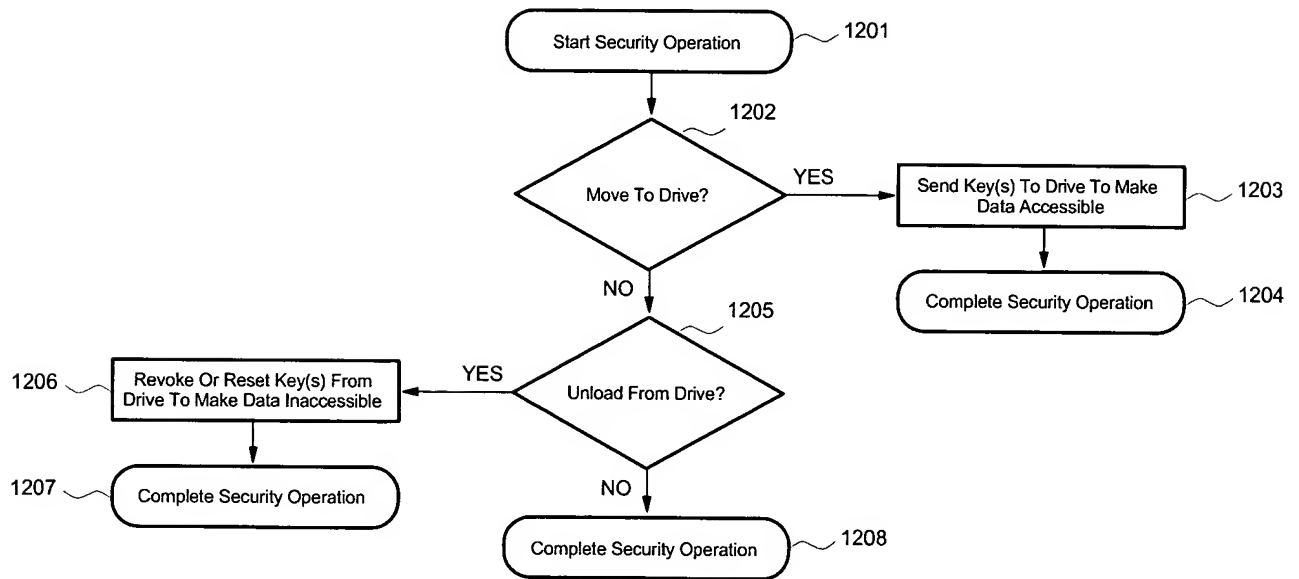 Start Security Operation
1201
1202
Move To Drive?
YES
Send Key(s) To Drive To Make
Data Accessible
1203
NO
Complete Security Operation
1204
1205
Unload From Drive?
YES
1206
Revoke Or Reset Key(s) From
Drive To Make Data Inaccessible
1207
Complete Security Operation
NO
Complete Security Operation
1208